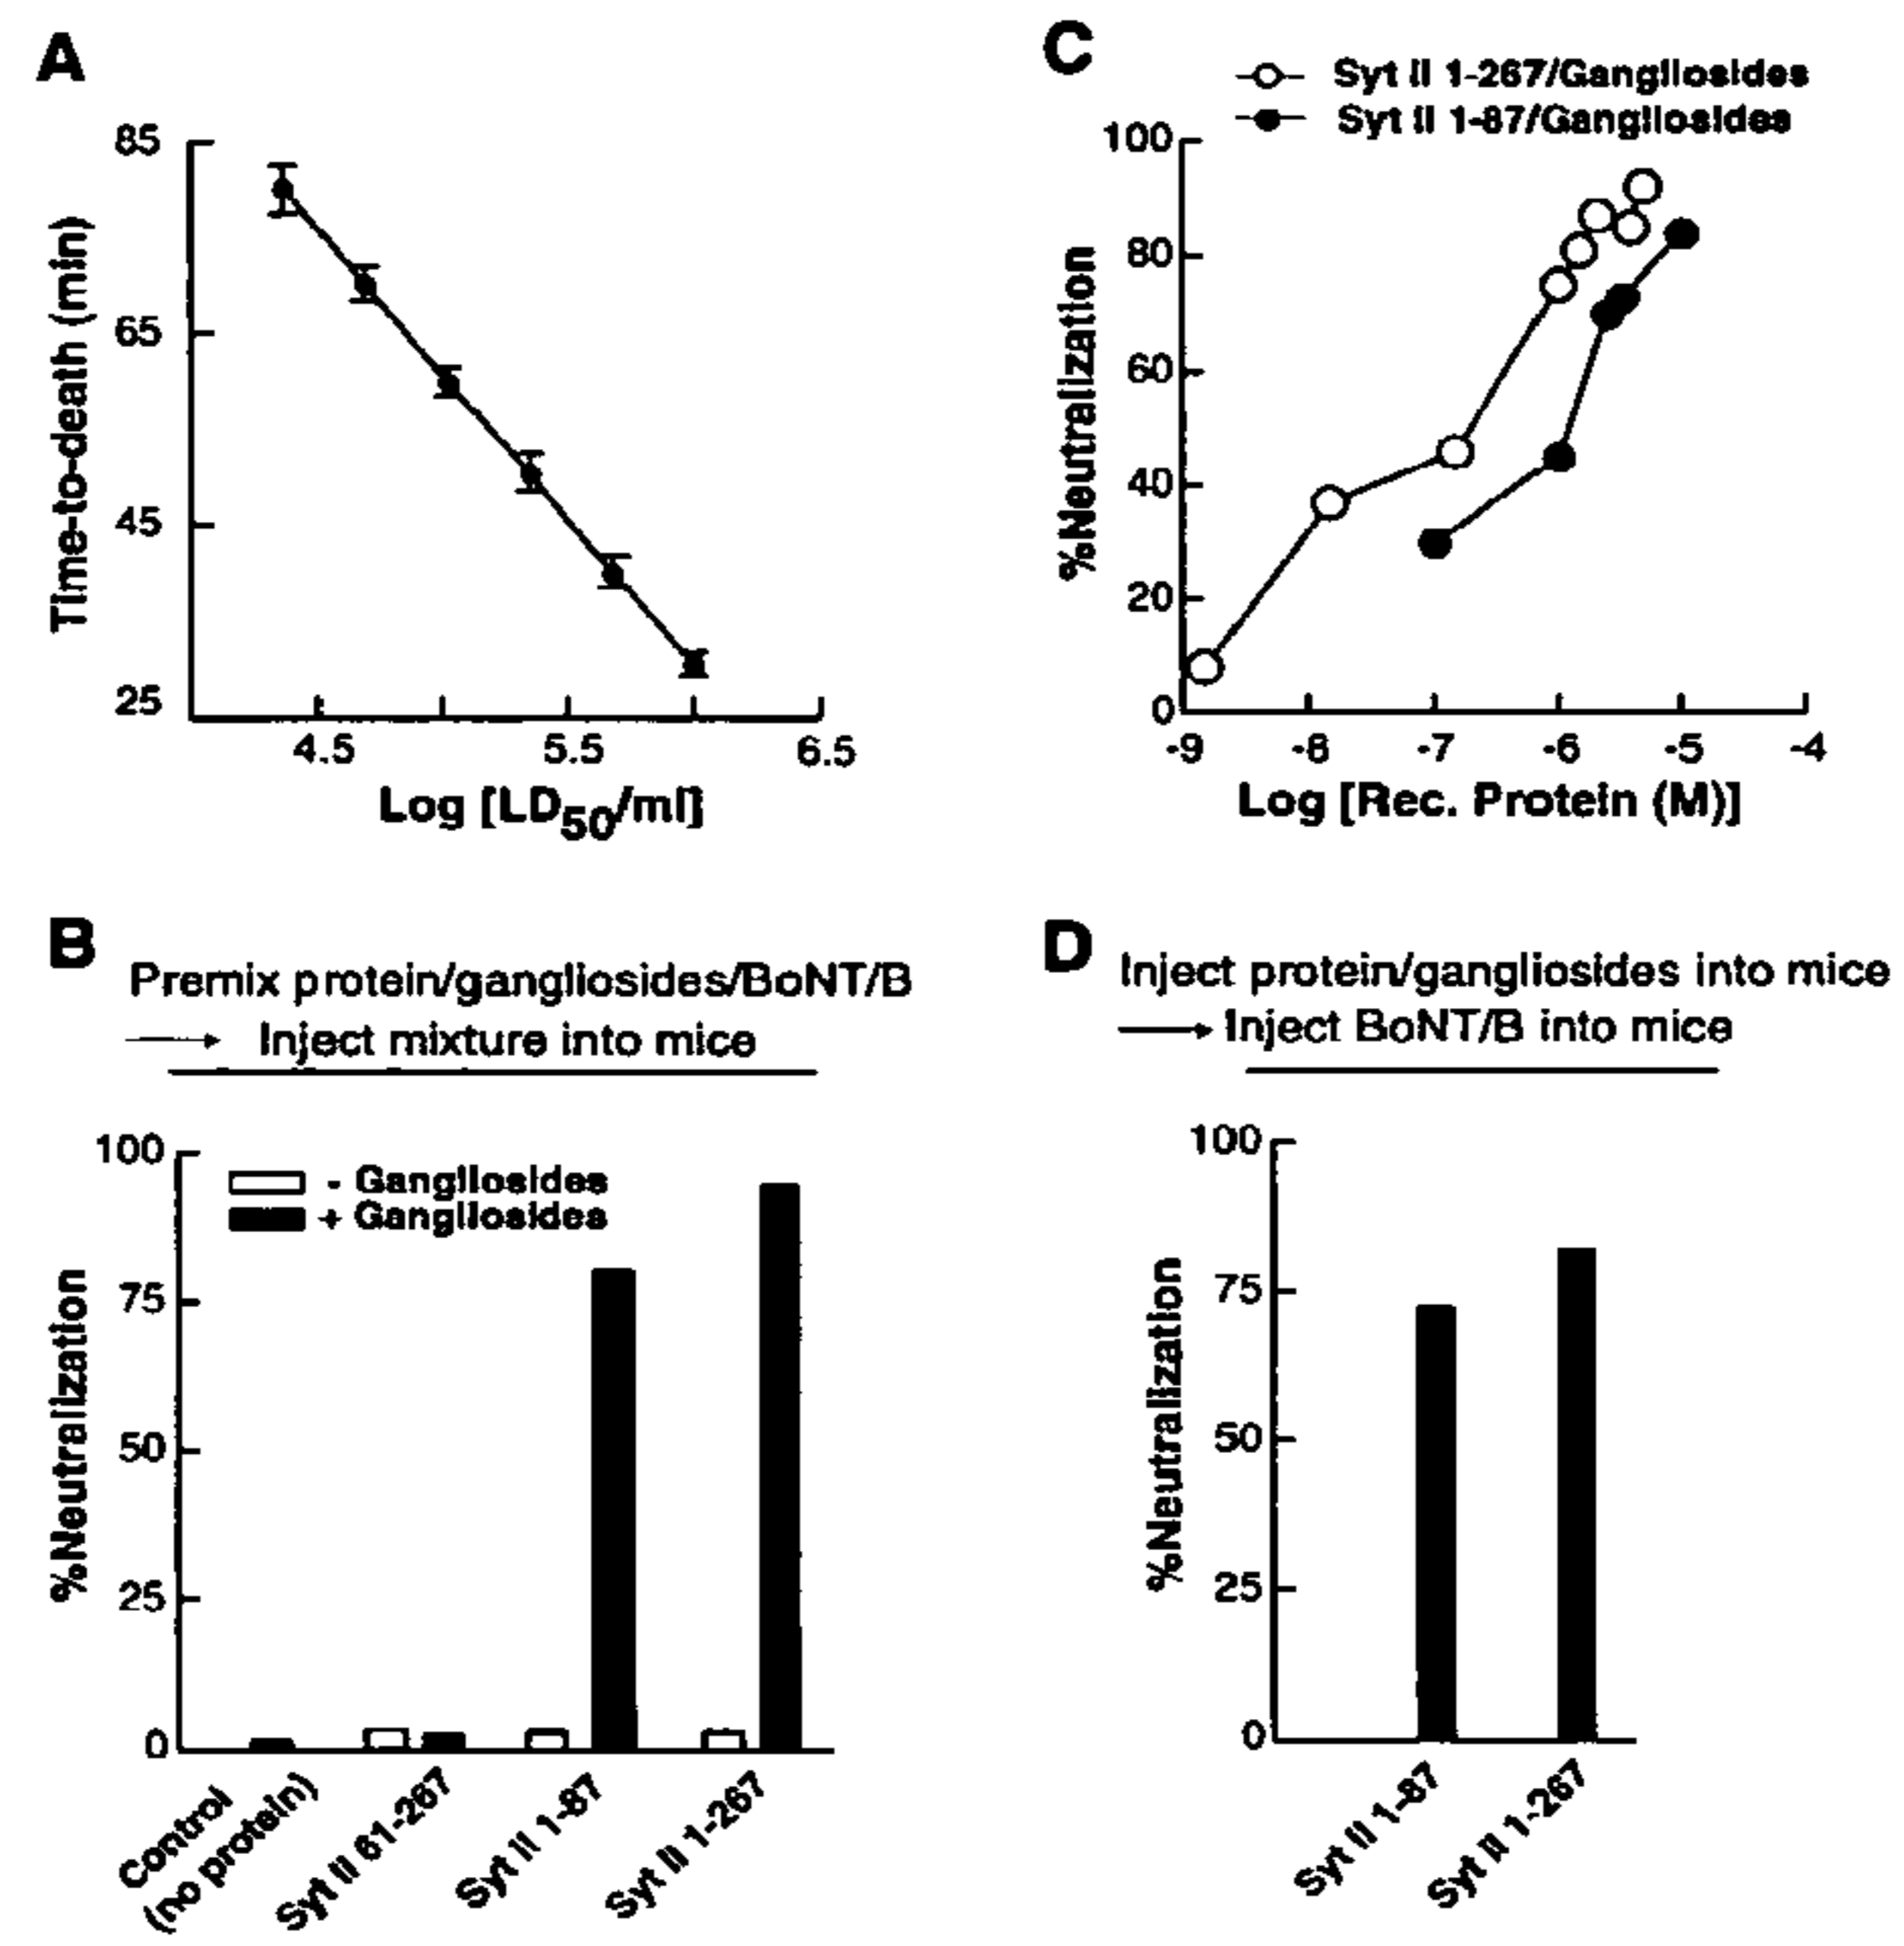 A
85
65
45
25
Time-to-death (min)
4.5
5.5
6.5
Log [LD50/ml]
C
Syt II 1-267/Gangliosides
Syt II 1-87/Gangliosides
100
80
60
40
20
0
%Neutralization
-9
-8
-7
-6
-5
-4
Log [Rec. Protein (M)]
B
Premix protein/gangliosides/BoNT/B
Inject mixture into mice
100
75
50
25
0
%Neutralization
- Gangliosides
+ Gangliosides
Control
(no protein)
Syt II 61-267
Syt II 1-87
Syt II 1-267
D
Inject protein/gangliosides into mice
Inject BoNT/B into mice
100
75
50
25
0
%Neutralization
Syt II 1-87
Syt II 1-267